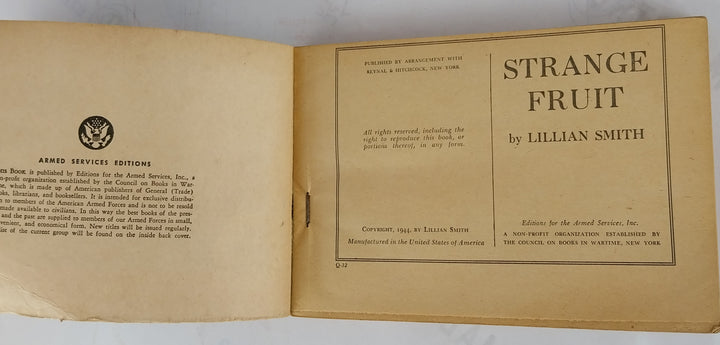 ARMED SERVICES EDITIONS
BOOK is published by Editions for the Armed Services, Inc., a
organization established by the Council on Books in War-
which is made up of American publishers of General (Trade)
librarians, and booksellers. It is intended for exclusive distribu-
to members of the American Armed Forces and is not to be resold
made available to civilians. In this way the best books of the pres-
and the past are supplied to members of our Armed Forces in small,
and economical form. New titles will be issued regularly.
of the current group will be found on the inside back cover.
PUBLISHED BY ARRANGEMENT WITH
REYNAL & HITCHCOCK, NEW YORK
All rights reserved, including the
right to reproduce this book, or
portions thereof, in any form.
COPYRIGHT, 1944, BY LILLIAN SMITH
Manufactured in the United States of America
Q-32
STRANGE
FRUIT
by LILLIAN SMITH
Editions for the Armed Services, Inc.
A NON-PROFIT ORGANIZATION ESTABLISHED BY
THE COUNCIL ON BOOKS IN WARTIME, NEW YORK